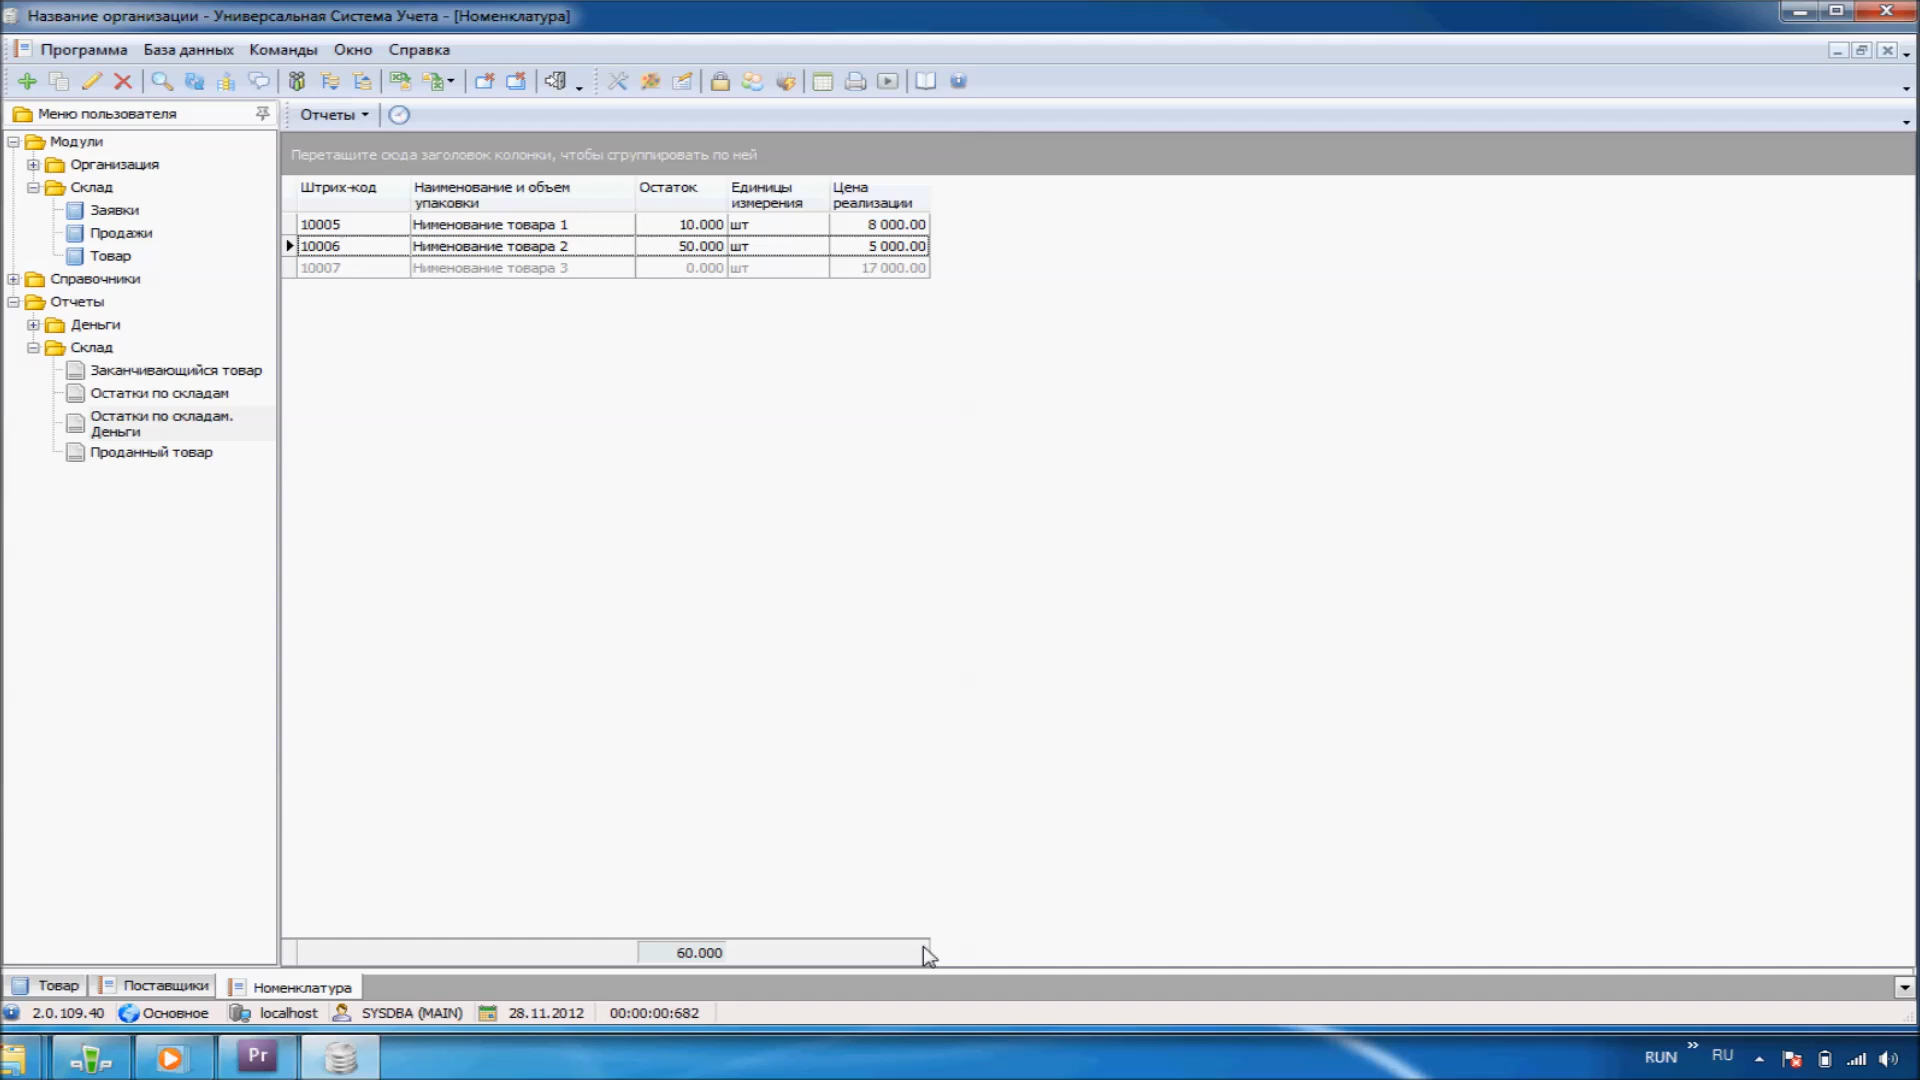 Название организации - Универсальная Система Учета - [Номенклатура]
Программа База данных Команды Окно Справка
Меню пользователя
Отчеты
Модули
Организация
Склад
Заявки
Продажи
Товар
Справочники
Отчеты
Деньги
Склад
Заканчивающийся товар
Остатки по складам
Остатки по складам.
Деньги
Проданный товар
Перетащите сюда заголовок колонки, чтобы сгруппировать по ней
Штрих-код Наименование и объем Остаток Единицы Цена
упаковки измерения реализации
10005 Нименование товара 1 10.000 шт 8 000.00
10006 Нименование товара 2 50.000 шт 5 000.00
10007 Нименование товара 3 0.000 шт 17 000.00
60.000
Товар Поставщики Номенклатура
2.0.109.40 Основное localhost SYSDBA (MAIN) 28.11.2012 00:00:00:682
Pr RUN » RU